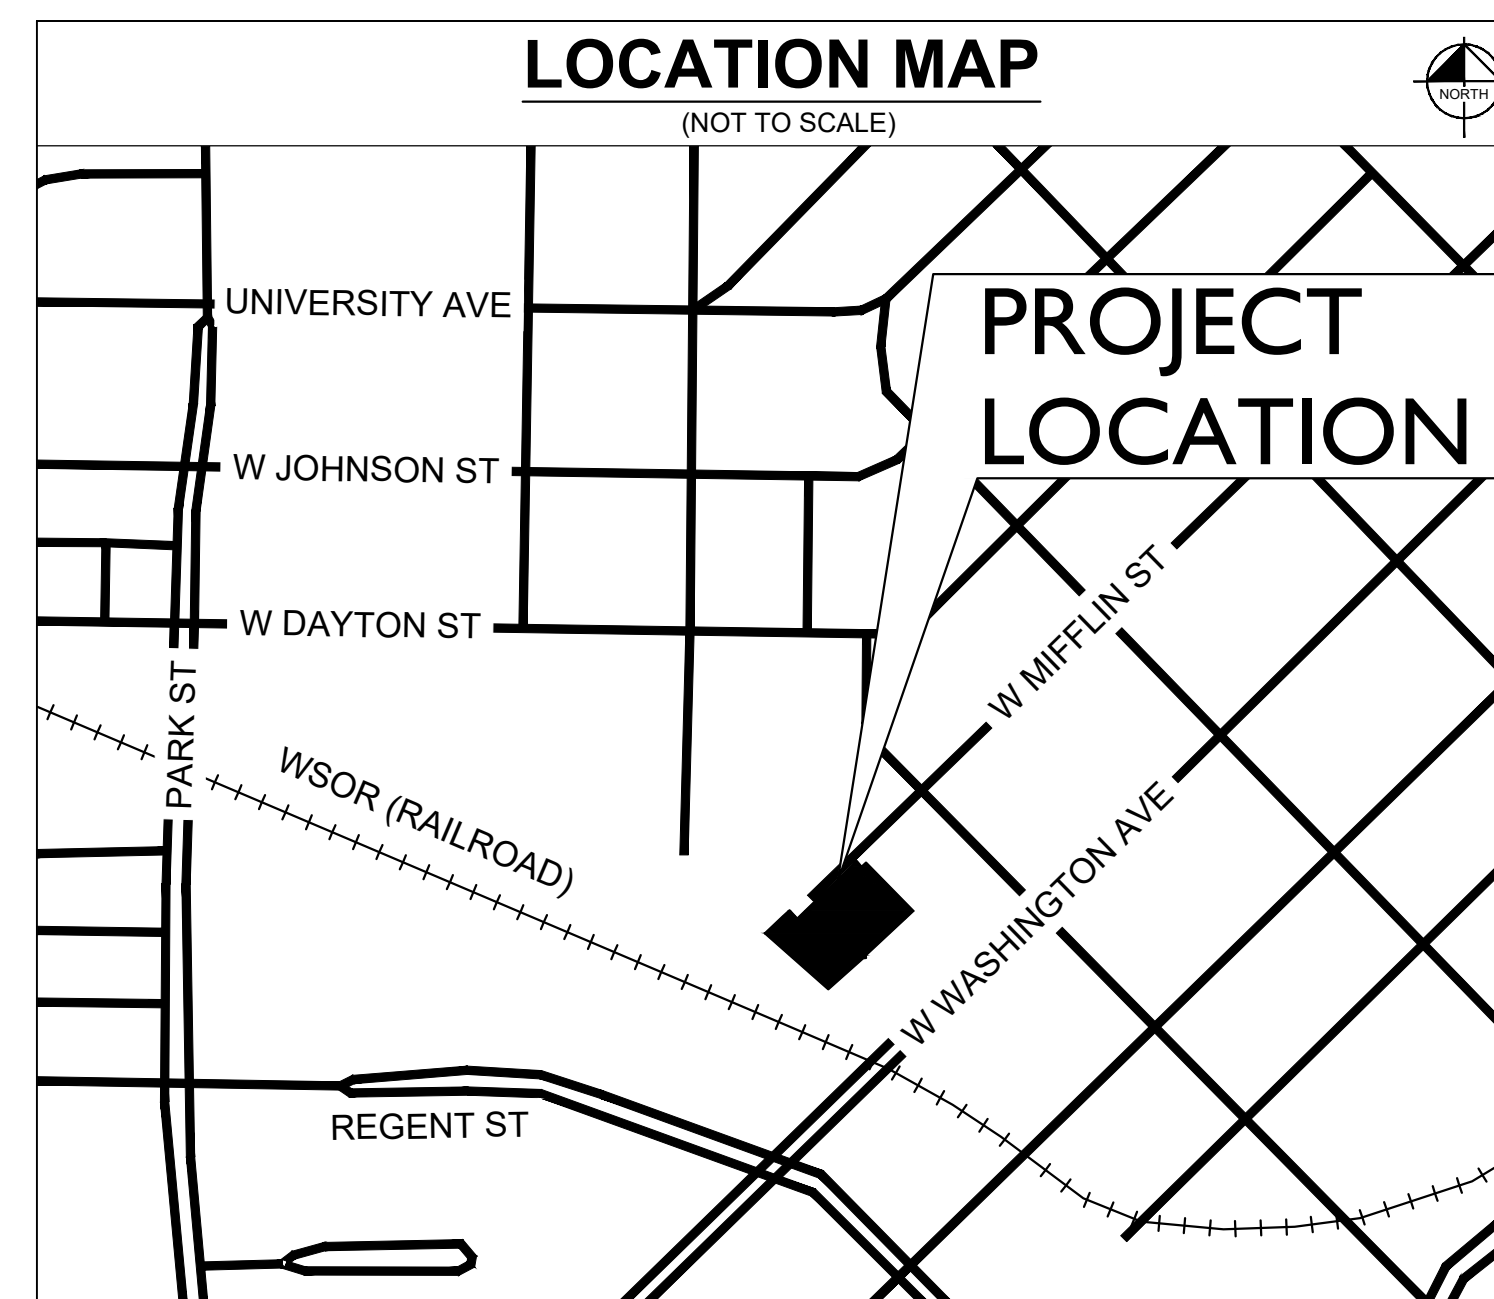 LOCATION MAP
(NOT TO SCALE)
NORTH
UNIVERSITY AVE
PROJECT
LOCATION
W JOHNSON ST
W DAYTON ST
W MIFFLIN ST
PARK ST
WSOR (RAILROAD)
W WASHINGTON AVE
REGENT ST